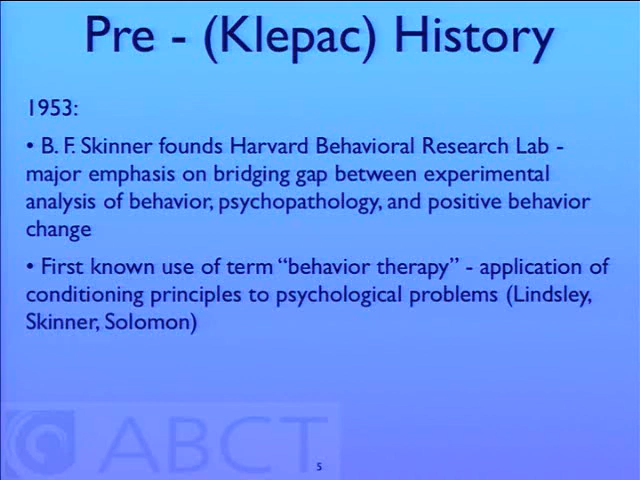 Pre - (Klepac) History
1953:
• B. F. Skinner founds Harvard Behavioral Research Lab -
major emphasis on bridging gap between experimental
analysis of behavior, psychopathology, and positive behavior
change
• First known use of term “behavior therapy” - application of
conditioning principles to psychological problems (Lindsley,
Skinner, Solomon)
ABCT
5